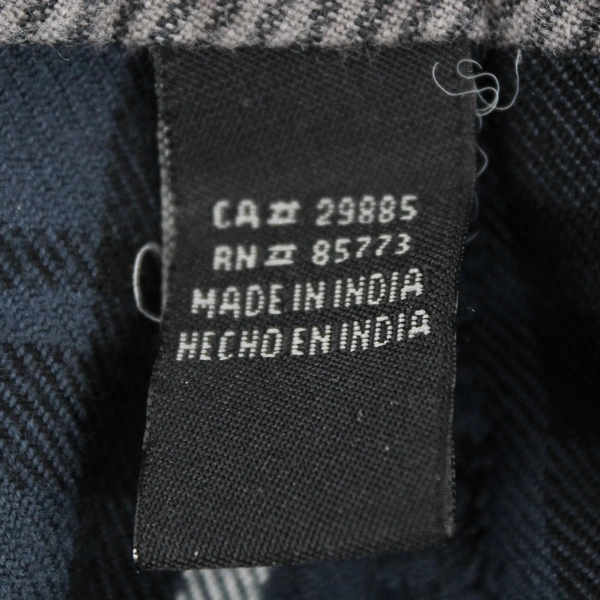 CA# 29885
RN# 85773
MADE IN INDIA
HECHO EN INDIA